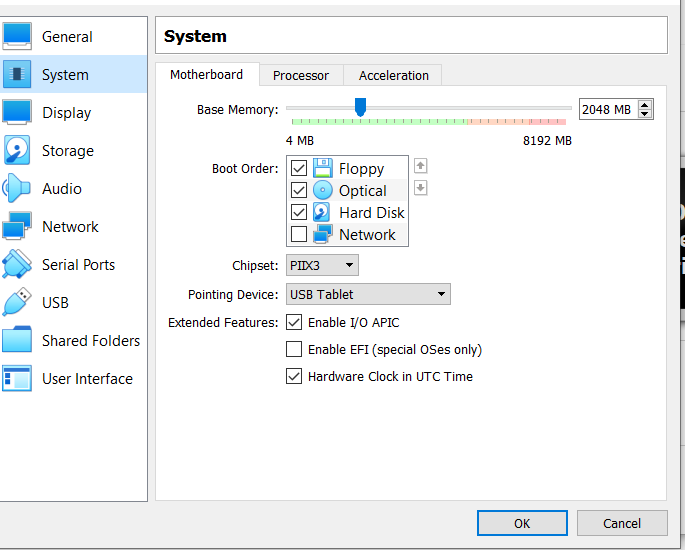 General
System
Display
Storage
Audio
Network
Serial Ports
USB
Shared Folders
User Interface
System
Motherboard Processor Acceleration
Base Memory: 2048 MB
4 MB 8192 MB
Boot Order: Floppy
Optical
Hard Disk
Network
Chipset: PIIX3
Pointing Device: USB Tablet
Extended Features: Enable I/O APIC
Enable EFI (special OSes only)
Hardware Clock in UTC Time
OK Cancel